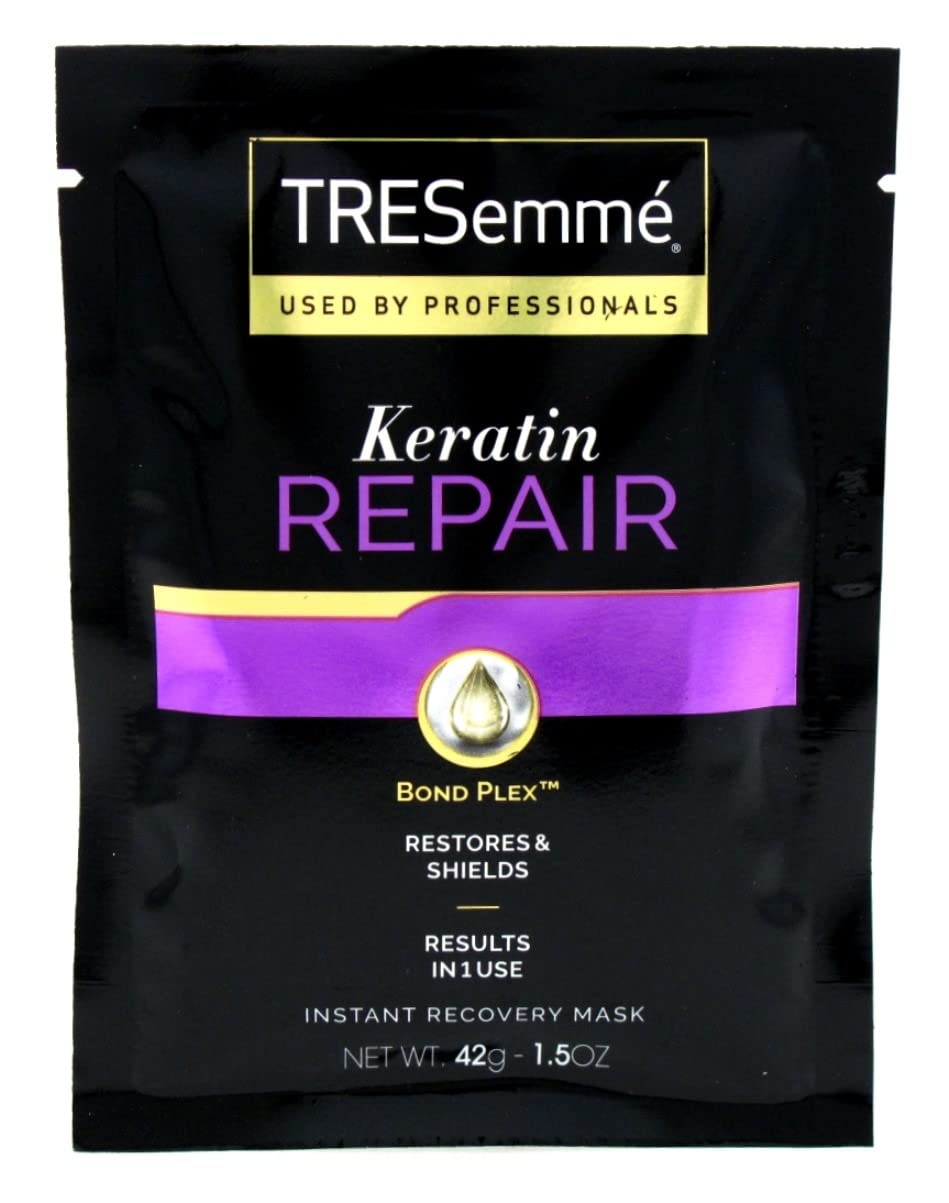 TRESemmé®
USED BY PROFESSIONALS
Keratin
REPAIR
BOND PLEX™
RESTORES &
SHIELDS
RESULTS
IN 1 USE
INSTANT RECOVERY MASK
NET WT. 42g - 1.5OZ